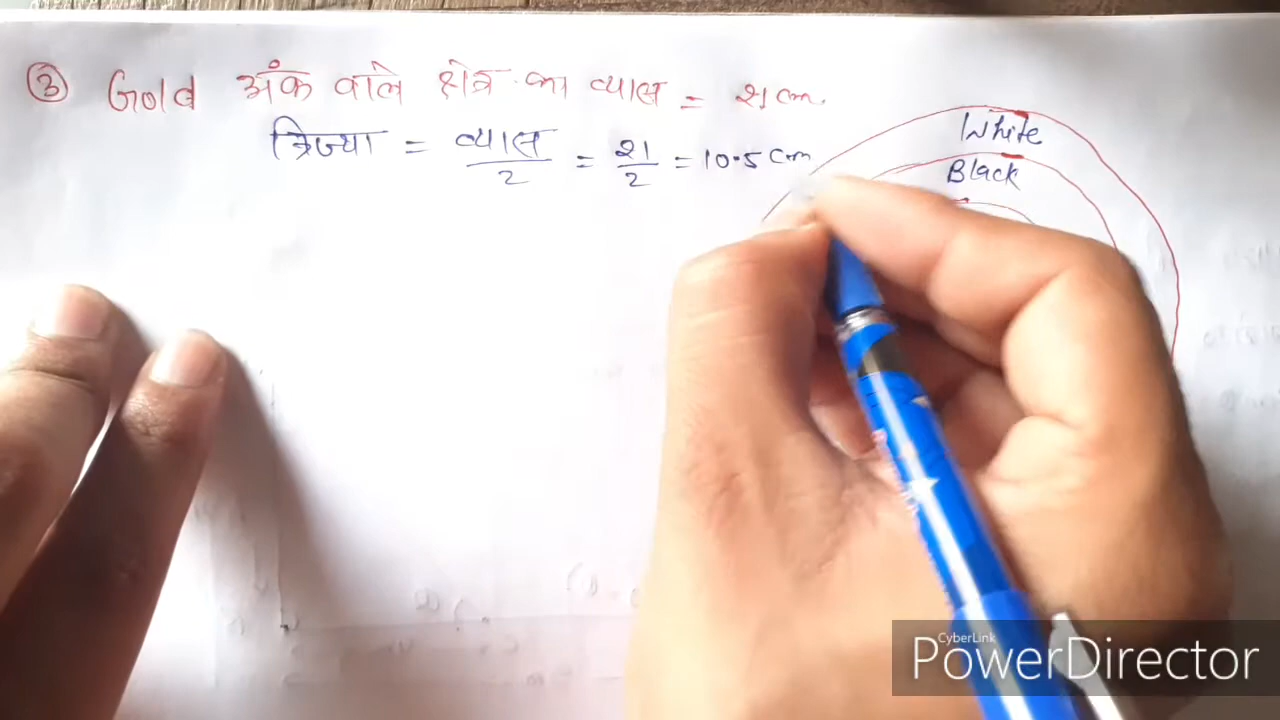 ③ Gold अंक वाले क्षेत्र का व्यास = 21 cm.
त्रिज्या = व्यास/2 = 21/2 = 10.5 cm
White
Black
CyberLink
PowerDirector